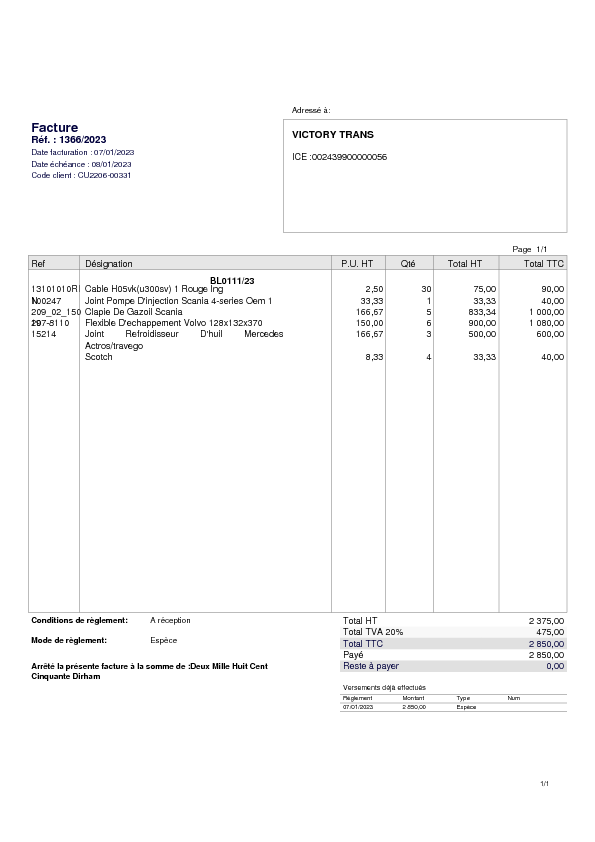 Adressé à:
Facture
Réf. : 1366/2023
Date facturation : 07/01/2023
Date échéance : 08/01/2023
Code client : CU2206-00331
VICTORY TRANS
ICE :002439900000056
Page 1/1
Ref Désignation P.U. HT Qté Total HT Total TTC
BL0111/23
13101010R Cable H05vk(u300sv) 1 Rouge Ing 2,50 30 75,00 90,00
N00247 Joint Pompe D'injection Scania 4-series Oem 1 33,33 1 33,33 40,00
209_02_150 Clapie De Gazoil Scania 166,67 5 833,34 1 000,00
297-8110 Flexible D'echappement Volvo 128x132x370 150,00 6 900,00 1 080,00
15214 Joint Refroidisseur D'huil Mercedes 166,67 3 500,00 600,00
Actros/travego
Scotch 8,33 4 33,33 40,00
Conditions de règlement: A réception
Mode de règlement: Espèce
Arrêté la présente facture à la somme de :Deux Mille Huit Cent
Cinquante Dirham
Total HT 2 375,00
Total TVA 20% 475,00
Total TTC 2 850,00
Payé 2 850,00
Reste à payer 0,00
Versements déjà effectués
Règlement Montant Type Num
07/01/2023 2 850,00 Espèce
1/1